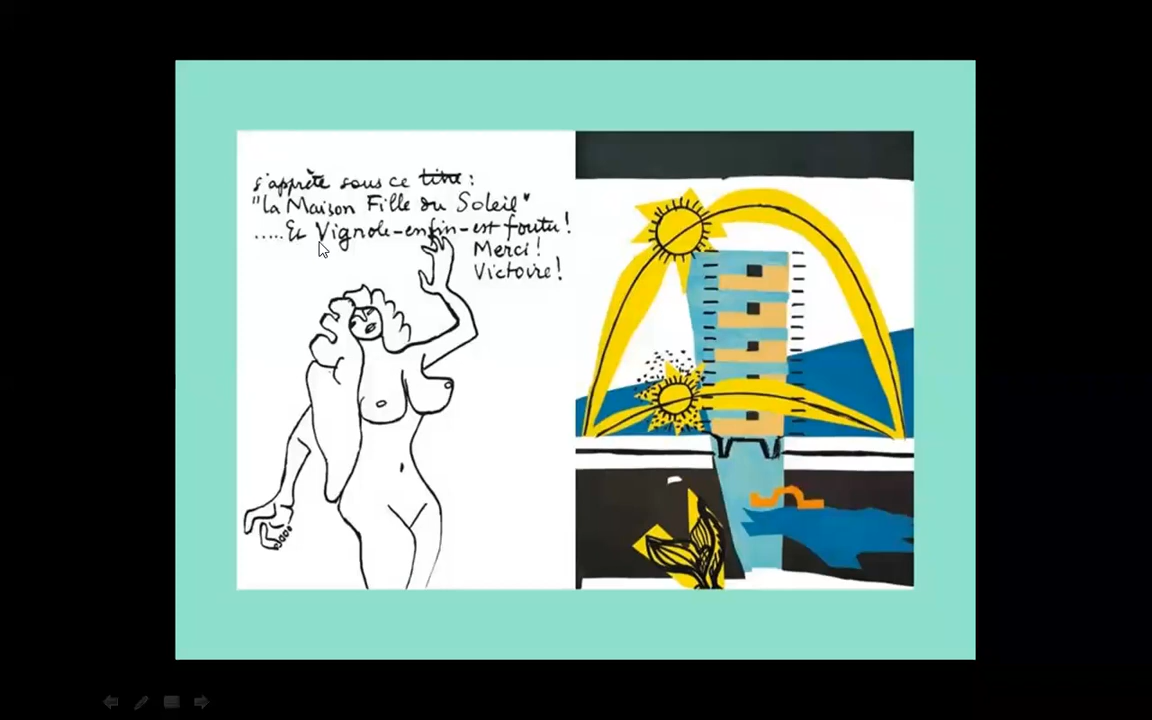 s'apprête sous ce titre :
"La Maison Fille du Soleil"
.....Et Vignole-enfin-est foutu !
Merci !
Victoire !